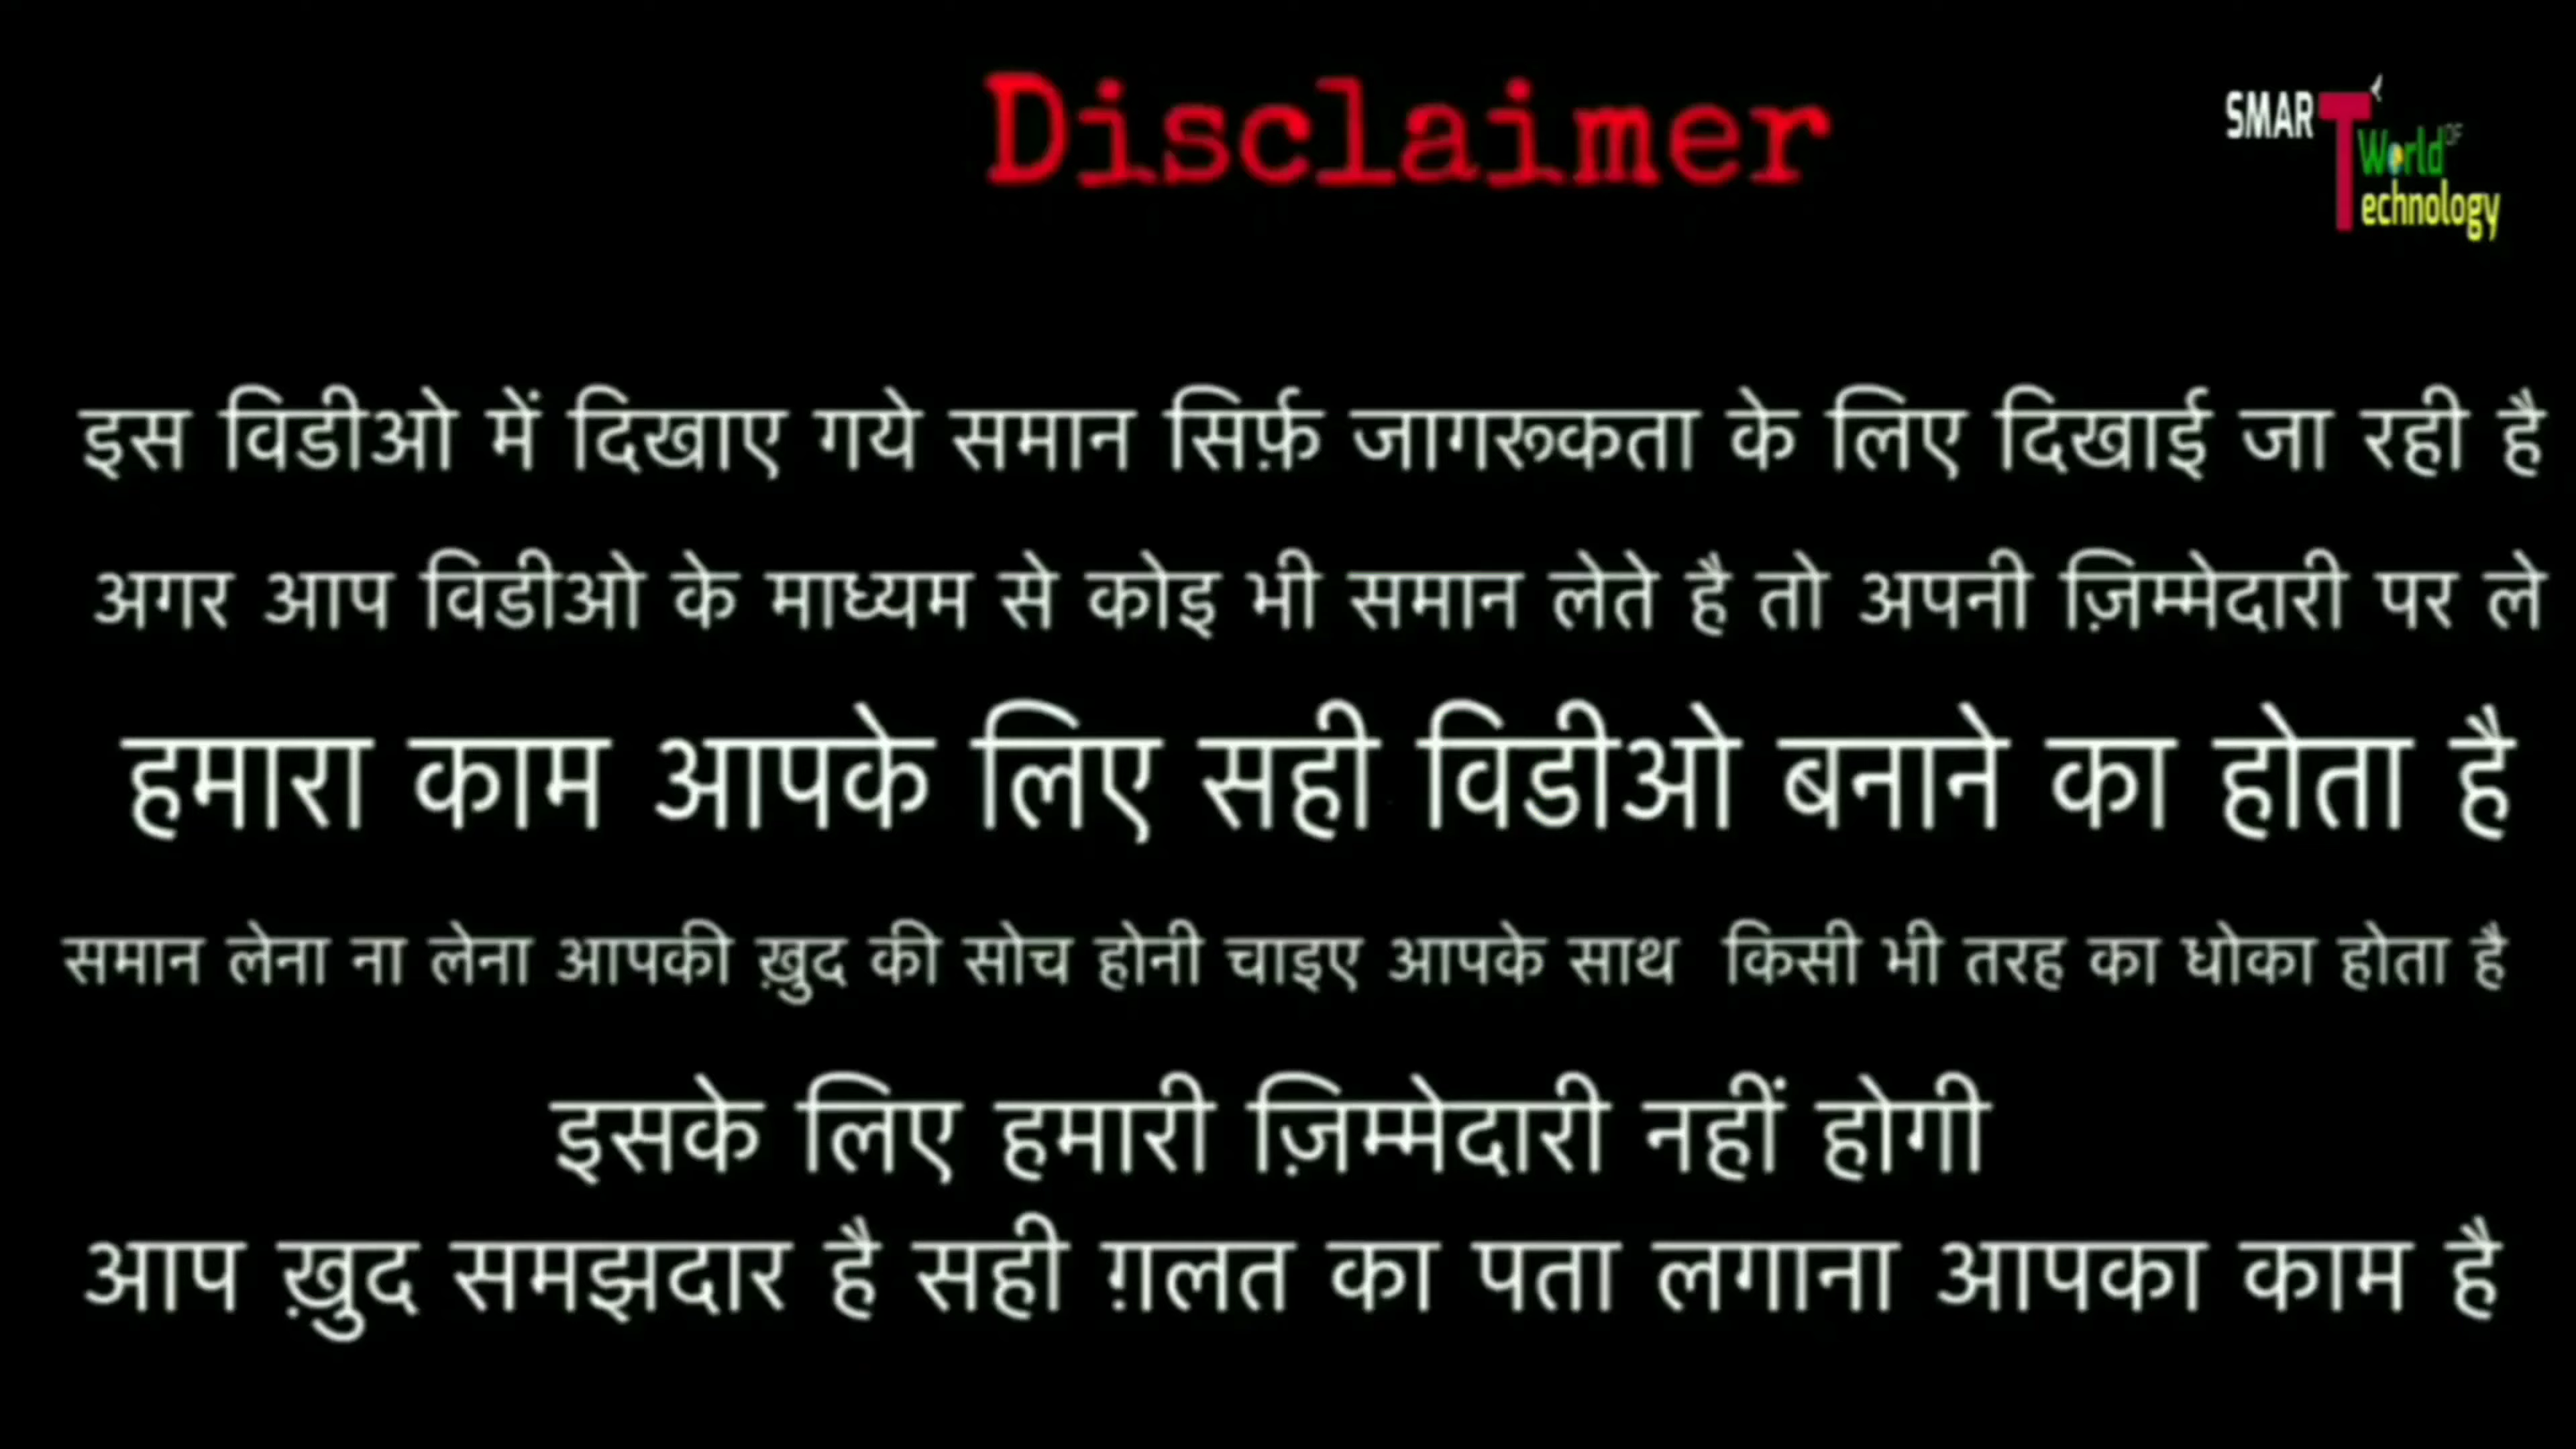 Disclaimer
SMART World OF Technology
इस विडीओ में दिखाए गये समान सिर्फ़ जागरूकता के लिए दिखाई जा रही है
अगर आप विडीओ के माध्यम से कोइ भी समान लेते है तो अपनी ज़िम्मेदारी पर ले
हमारा काम आपके लिए सही विडीओ बनाने का होता है
समान लेना ना लेना आपकी ख़ुद की सोच होनी चाइए आपके साथ किसी भी तरह का धोका होता है
इसके लिए हमारी ज़िम्मेदारी नहीं होगी
आप ख़ुद समझदार है सही ग़लत का पता लगाना आपका काम है